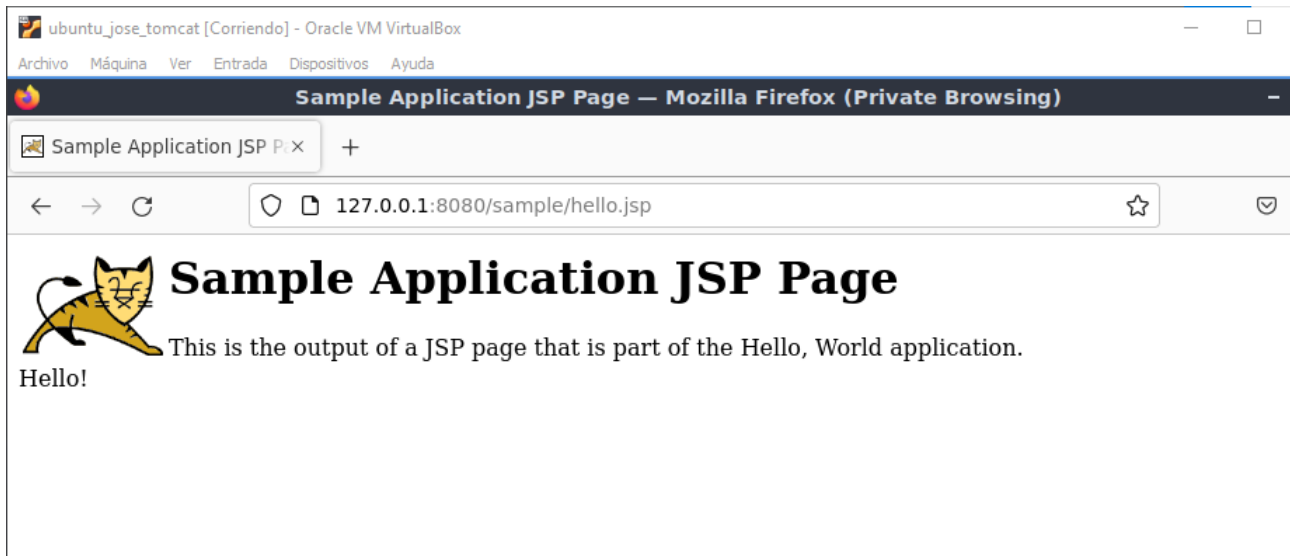 ubuntu_jose_tomcat [Corriendo] - Oracle VM VirtualBox
Archivo Máquina Ver Entrada Dispositivos Ayuda
Sample Application JSP Page — Mozilla Firefox (Private Browsing)
Sample Application JSP Pa
127.0.0.1:8080/sample/hello.jsp
Sample Application JSP Page
This is the output of a JSP page that is part of the Hello, World application.
Hello!